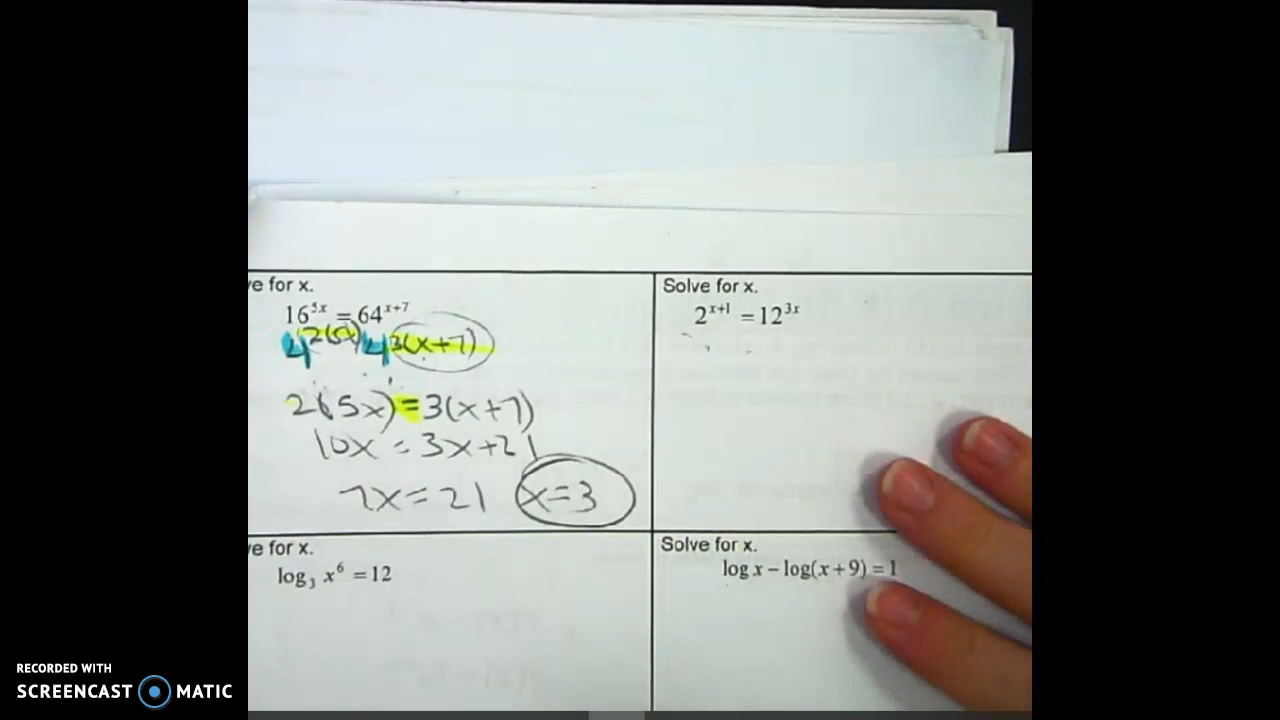 ve for x.
16^{5x} = 64^{x+7}
4^{2(5x)} 4^{3(x+7)}
2(5x) = 3(x+7)
10x = 3x+21
7x = 21 x=3
Solve for x.
2^{x+1} = 12^{3x}
ve for x.
log₃ x⁶ = 12
Solve for x.
log x – log(x + 9) = 1
RECORDED WITH
SCREENCAST MATIC